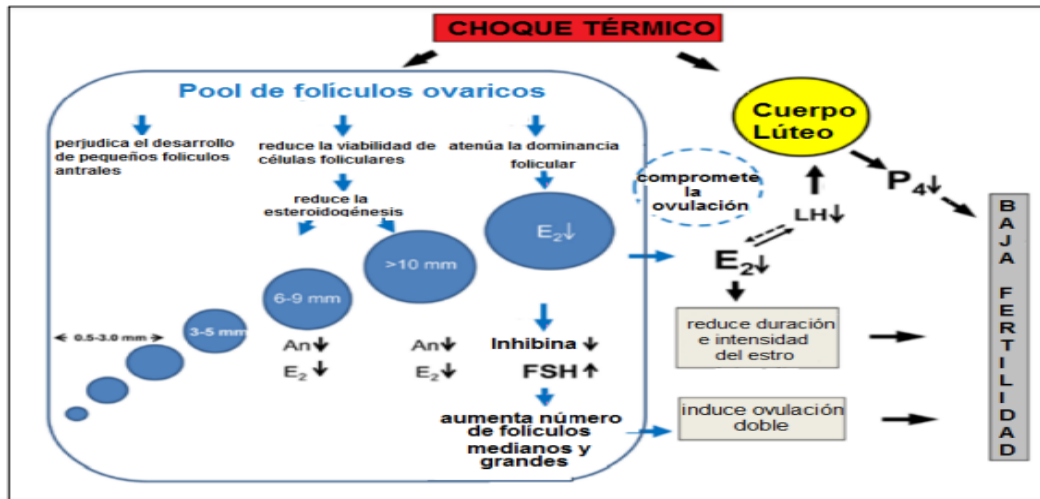 CHOQUE TÉRMICO
Pool de folículos ovaricos
perjudica el desarrollo
de pequeños foliculos
antrales
reduce la viabilidad de
células foliculares
atenúa la dominancia
folicular
reduce la
esteroidogénesis
E₂↓
>10 mm
6-9 mm
3-5 mm
0.5-3.0 mm
An↓
E₂↓
An↓
E₂↓
Inhibina ↓
FSH ↑
aumenta número
de folículos
medianos y
grandes
Cuerpo
Lúteo
compromete
la
ovulación
P₄↓
LH↓
E₂↓
reduce duración
e intensidad
del estro
induce ovulación
doble
BAJA FERTILIDAD